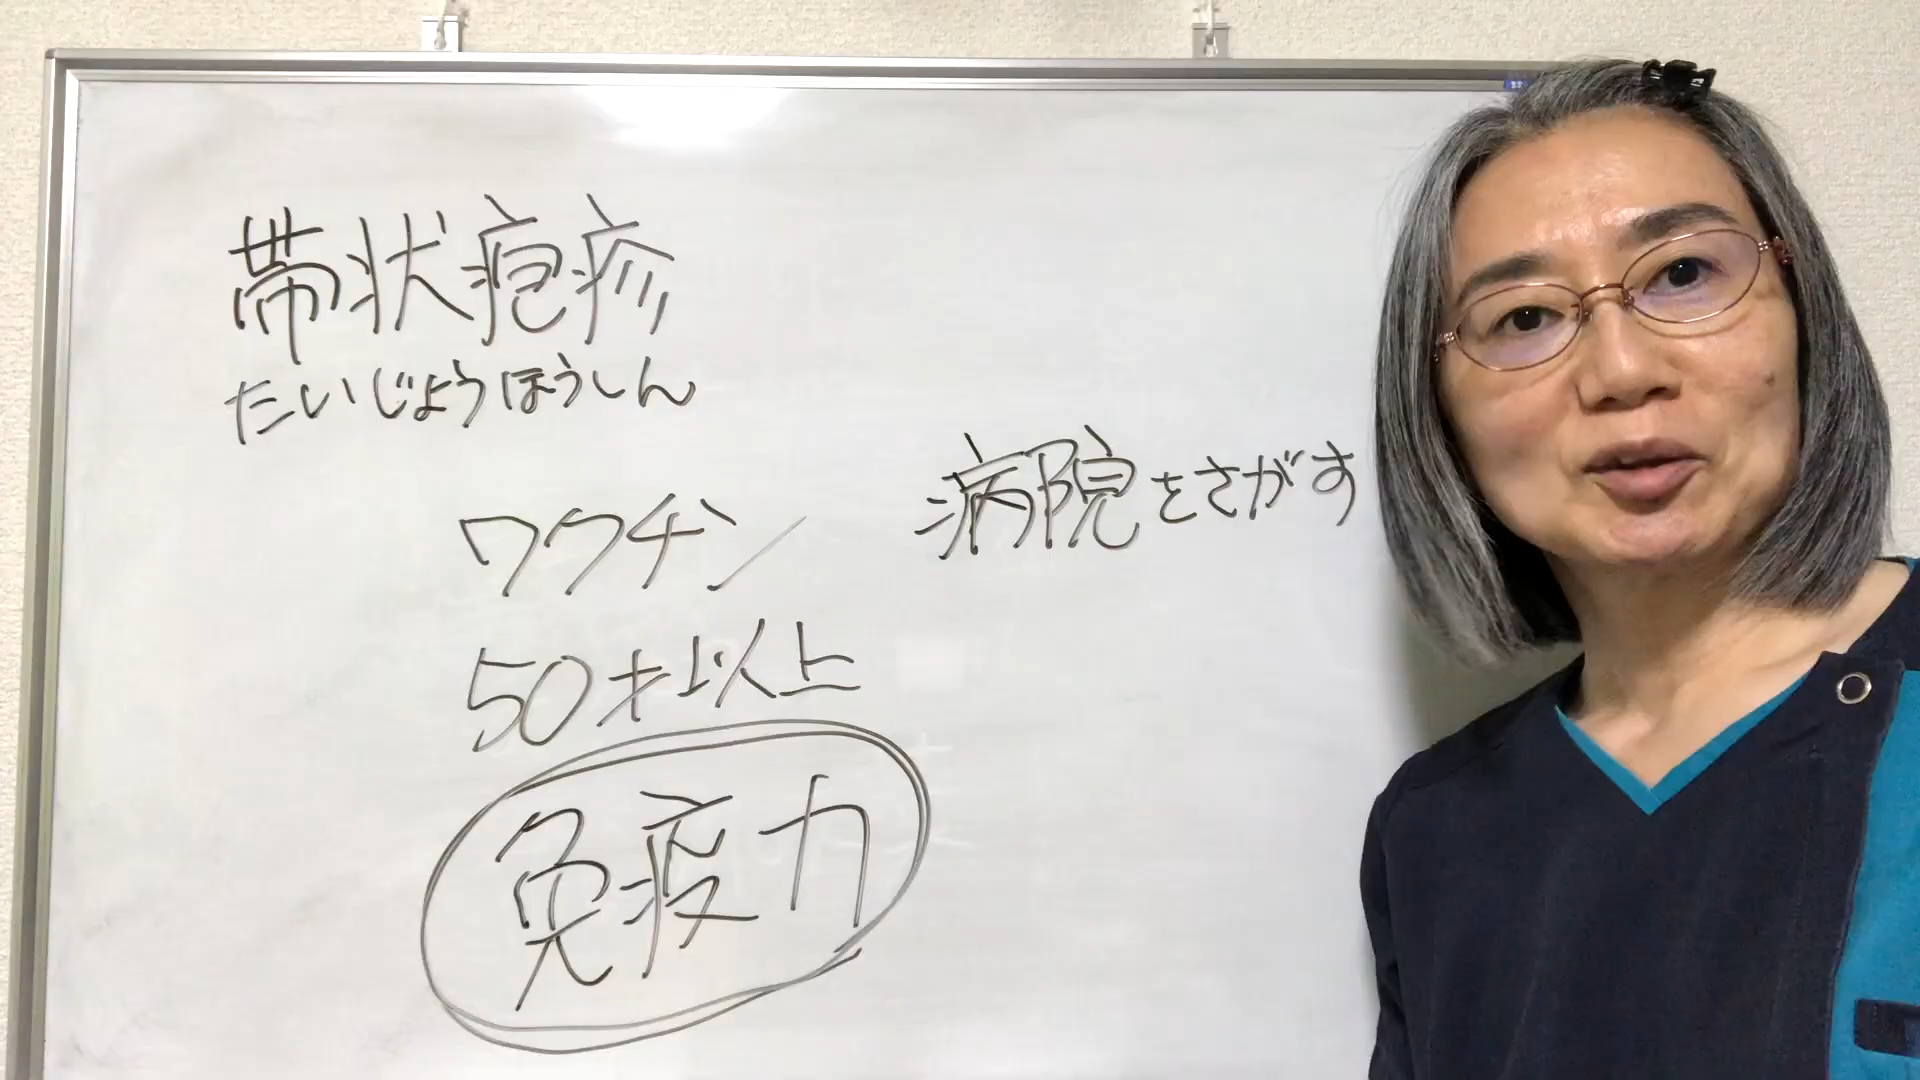 帯状疱疹
たいじょうほうしん
ワクチン
50才以上
免疫力
病院をさがす